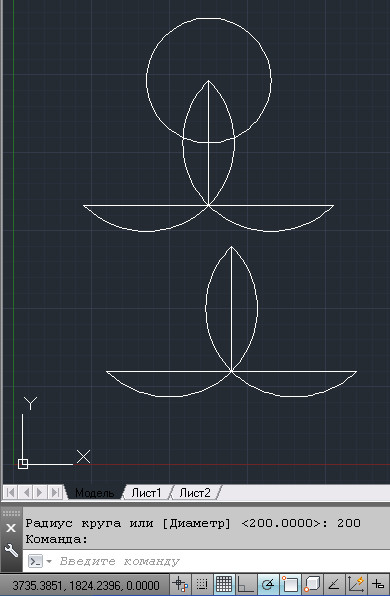 Y
X
Модель Лист1 Лист2
Радиус круга или [Диаметр] <200.0000>: 200
Команда:
Введите команду
3735.3851, 1824.2396, 0.0000